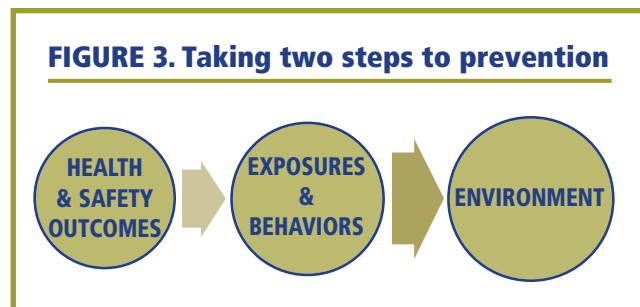 FIGURE 3. Taking two steps to prevention
HEALTH
& SAFETY
OUTCOMES
EXPOSURES
&
BEHAVIORS
ENVIRONMENT